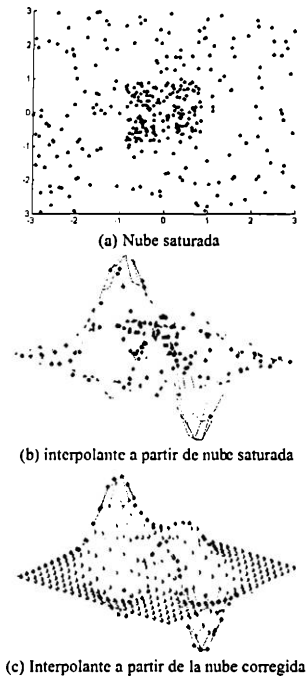 3
2
1
0
-1
-2
-3
-3 -2 -1 0 1 2 3
(a) Nube saturada
(b) interpolante a partir de nube saturada
(c) Interpolante a partir de la nube corregida